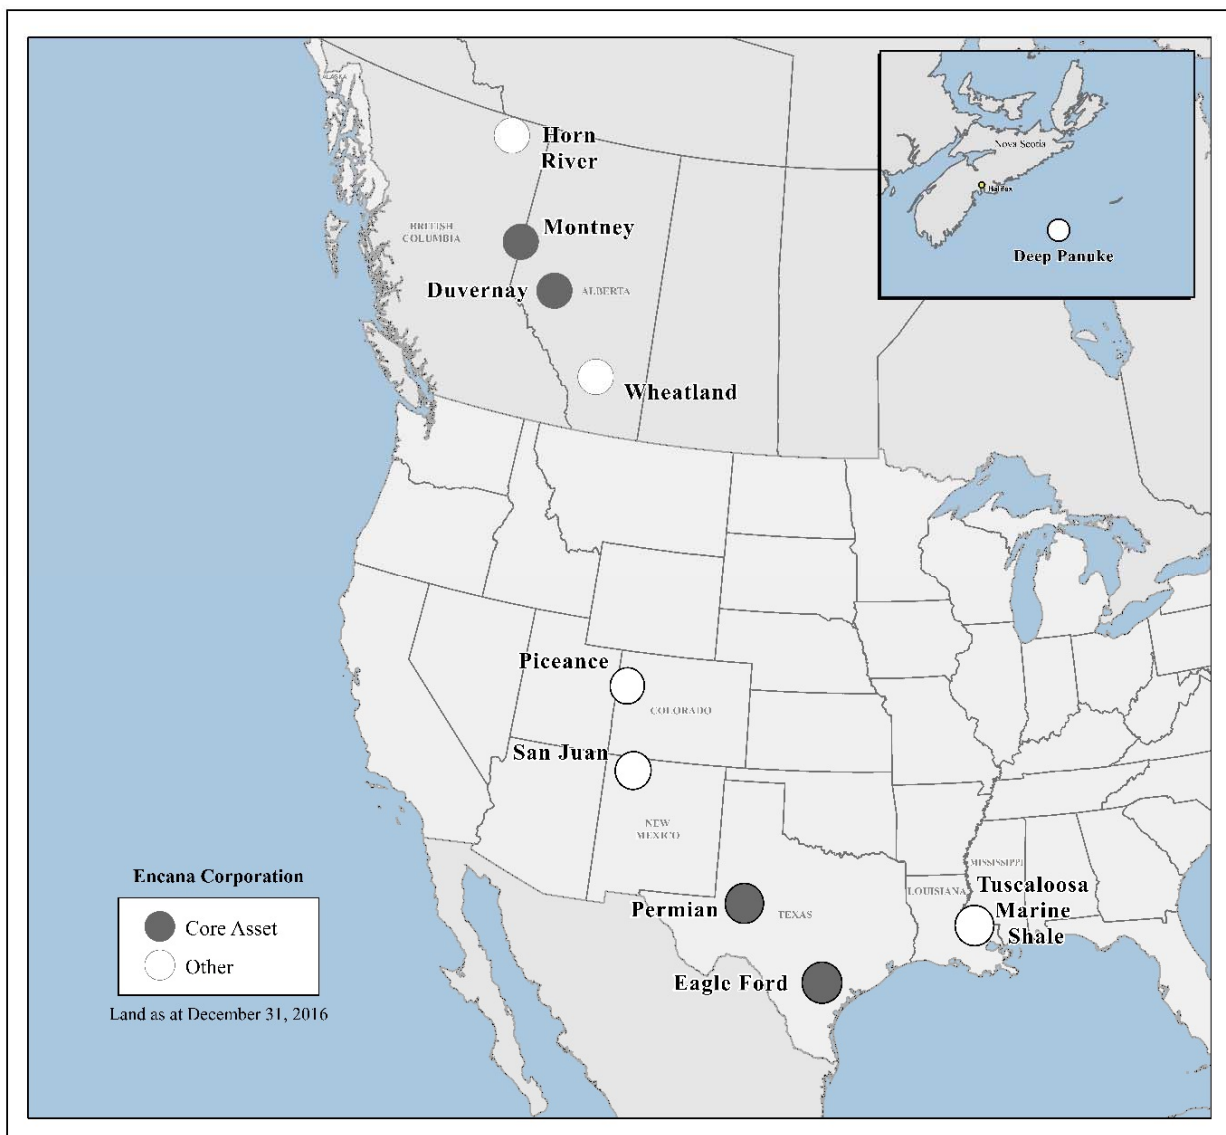 ALASKA
Nova Scotia
Halifax
Deep Panuke
Horn
River
BRITISH
COLUMBIA
Montney
Duvernay
ALBERTA
Wheatland
Piceance
COLORADO
San Juan
NEW
MEXICO
Permian
TEXAS
MISSISSIPPI
LOUISIANA
Tuscaloosa
Marine
Shale
Eagle Ford
Encana Corporation
Core Asset
Other
Land as at December 31, 2016